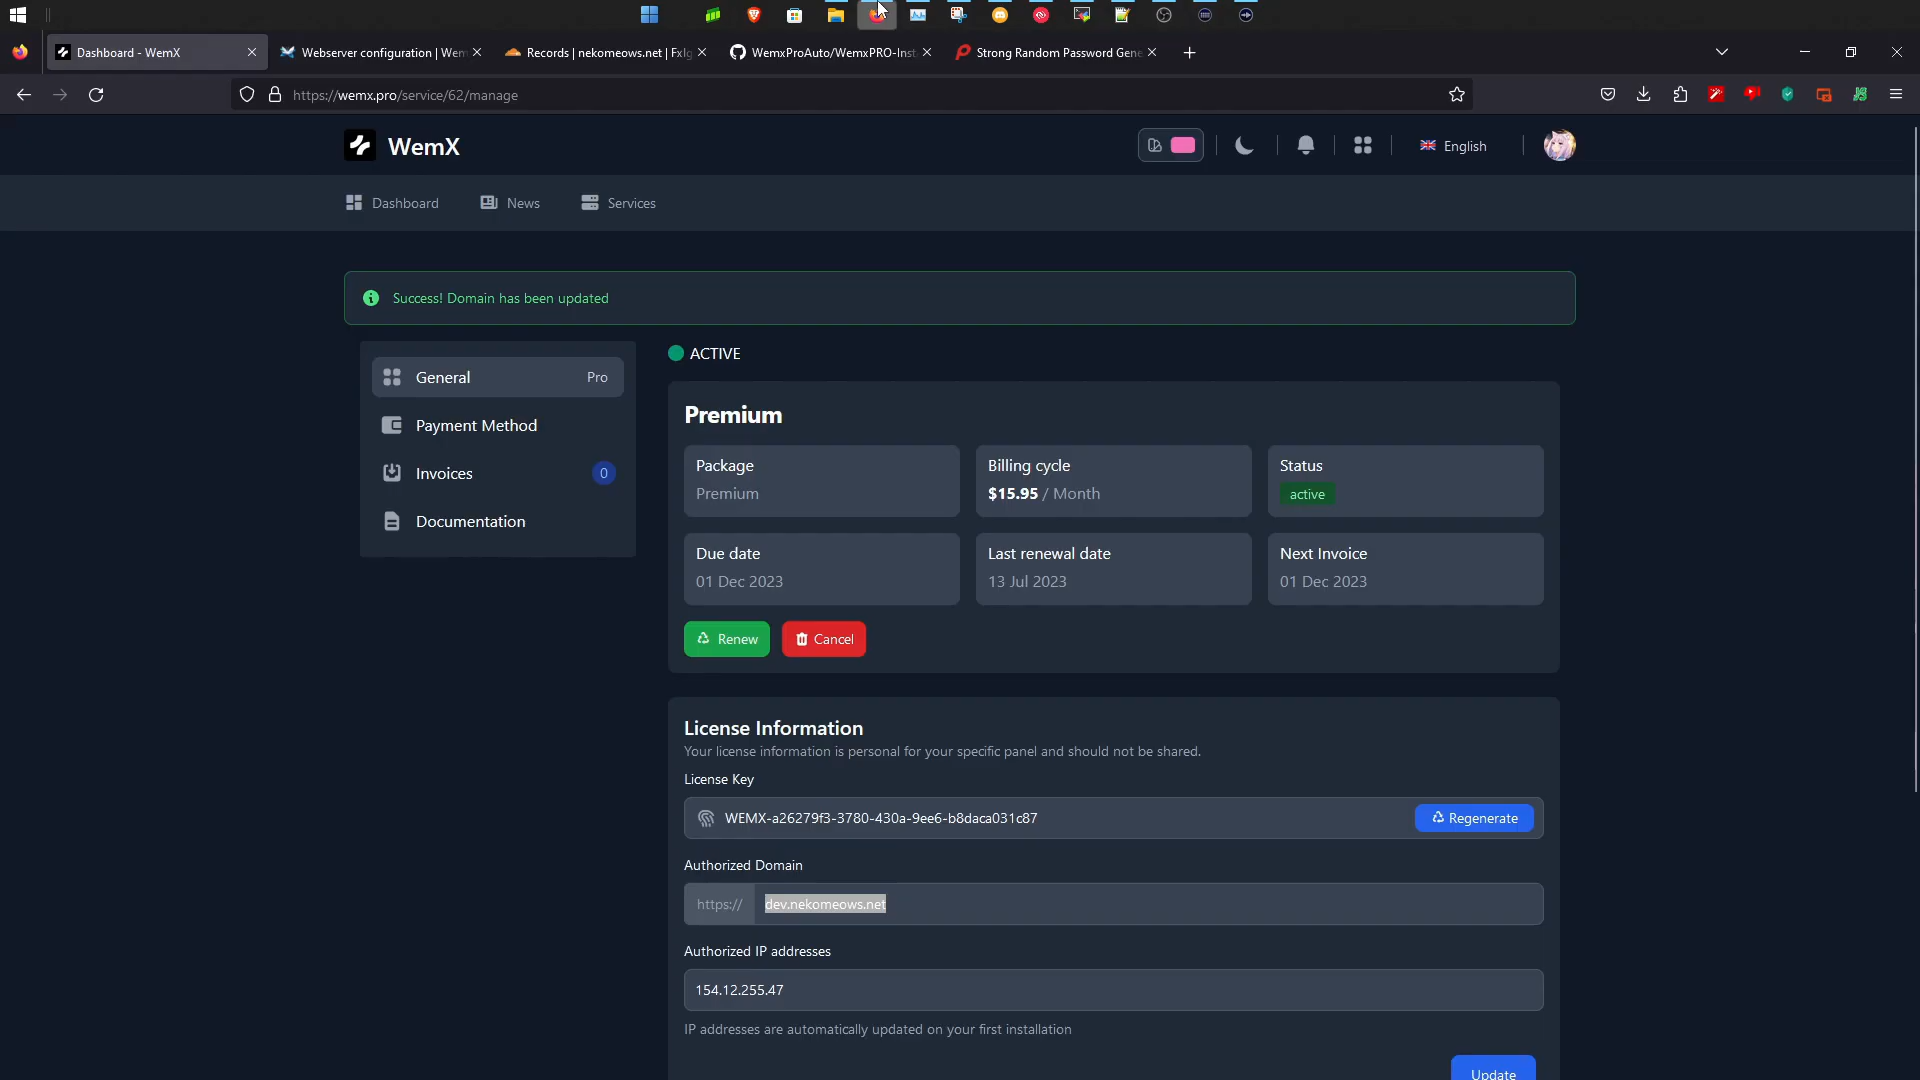 Dashboard - WemX
Webserver configuration | Wem
Records | nekomeows.net | FxIg
WemxProAuto/WemxPRO-Inst
Strong Random Password Gene
https://wemx.pro/service/62/manage
WemX
English
Dashboard
News
Services
Success! Domain has been updated
General
Pro
Payment Method
Invoices
0
Documentation
ACTIVE
Premium
Package
Premium
Billing cycle
$15.95 / Month
Status
active
Due date
01 Dec 2023
Last renewal date
13 Jul 2023
Next Invoice
01 Dec 2023
Renew
Cancel
License Information
Your license information is personal for your specific panel and should not be shared.
License Key
WEMX-a26279f3-3780-430a-9ee6-b8daca031c87
Regenerate
Authorized Domain
https://
dev.nekomeows.net
Authorized IP addresses
154.12.255.47
IP addresses are automatically updated on your first installation
Update